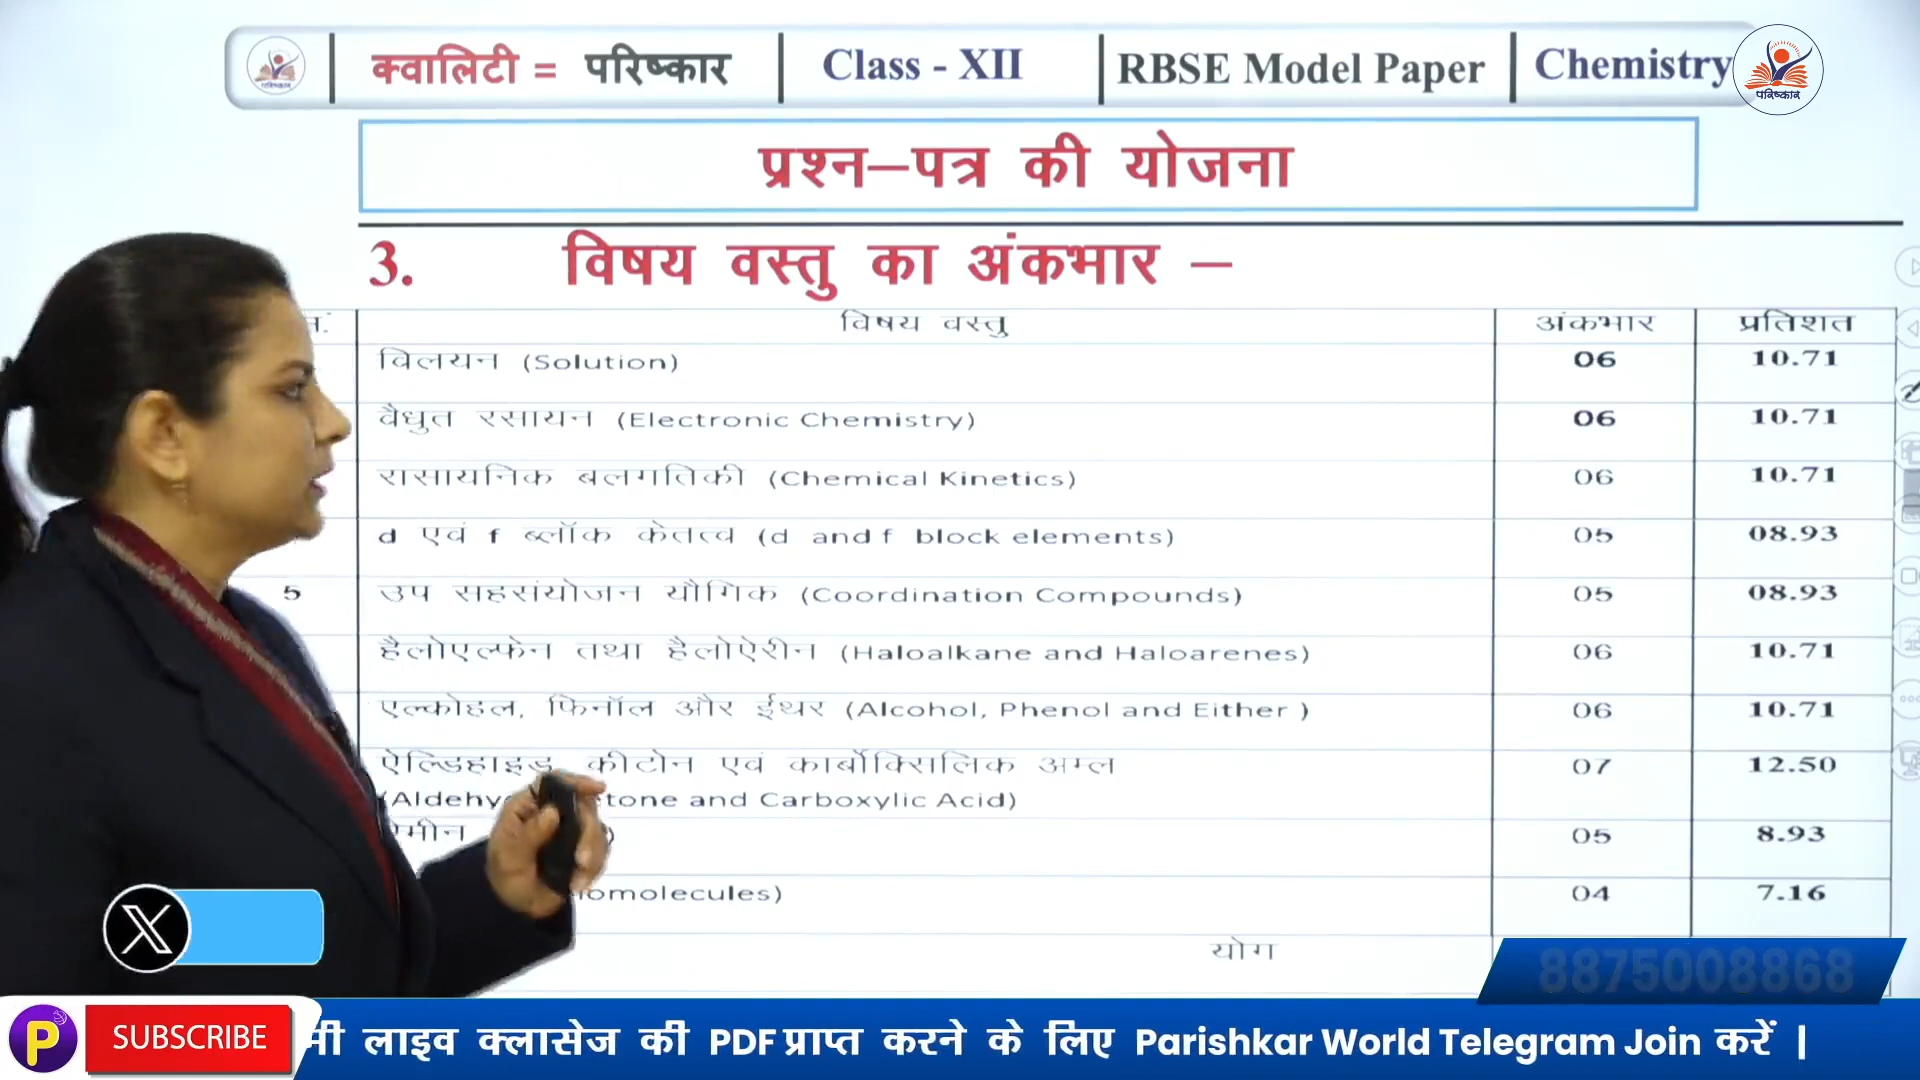 क्वालिटी = परिष्कार | Class - XII | RBSE Model Paper | Chemistry
परिष्कार
प्रश्न–पत्र की योजना
3. विषय वस्तु का अंकभार –
विषय वस्तु अंकभार प्रतिशत
विलयन (Solution) 06 10.71
वैधुत रसायन (Electronic Chemistry) 06 10.71
रासायनिक बलगतिकी (Chemical Kinetics) 06 10.71
d एवं f ब्लॉक केतत्व (d and f block elements) 05 08.93
5 उप सहसंयोजन यौगिक (Coordination Compounds) 05 08.93
हैलोएल्फेन तथा हैलोऐरीन (Haloalkane and Haloarenes) 06 10.71
एल्कोहल, फिनॉल और ईथर (Alcohol, Phenol and Either ) 06 10.71
ऐल्डिहाइड कीटोन एवं कार्बोक्सिलिक अम्ल 07 12.50
and Carboxylic Acid)
05 8.93
04 7.16
योग
8875008868
SUBSCRIBE
लाइव क्लासेज की PDF प्राप्त करने के लिए Parishkar World Telegram Join करें |